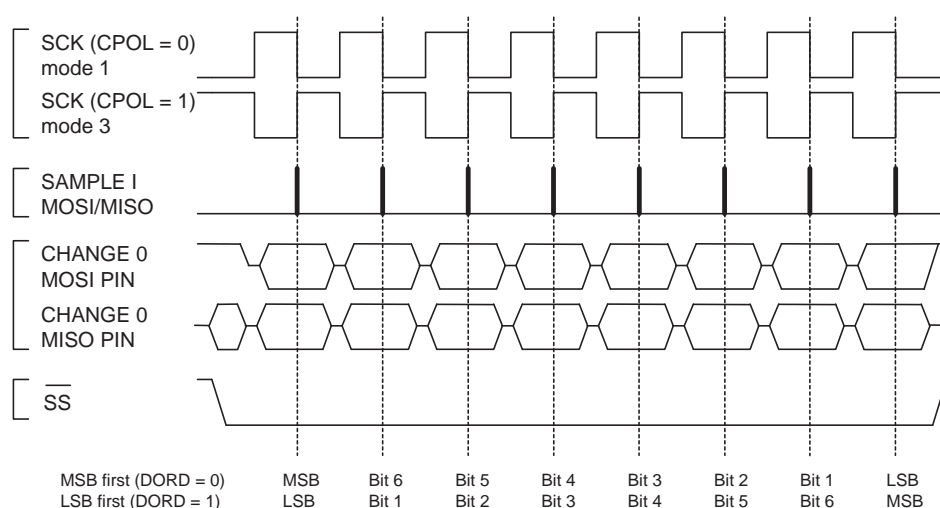 SCK (CPOL = 0)
mode 1
SCK (CPOL = 1)
mode 3
SAMPLE I
MOSI/MISO
CHANGE 0
MOSI PIN
CHANGE 0
MISO PIN
SS
MSB first (DORD = 0) MSB Bit 6 Bit 5 Bit 4 Bit 3 Bit 2 Bit 1 LSB
LSB first (DORD = 1) LSB Bit 1 Bit 2 Bit 3 Bit 4 Bit 5 Bit 6 MSB